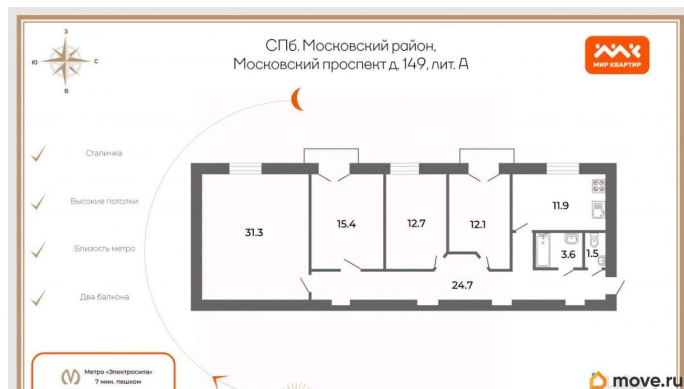 СПб. Московский район,
Московский проспект д. 149, лит. А
МИР КВАРТИР
З
Ю
С
В
Сталинка
Высокие потолки
Близость метро
Два балкона
31.3
15.4
12.7
12.1
11.9
3.6
1.5
24.7
Метро «Электросила»
7 мин. пешком
move.ru